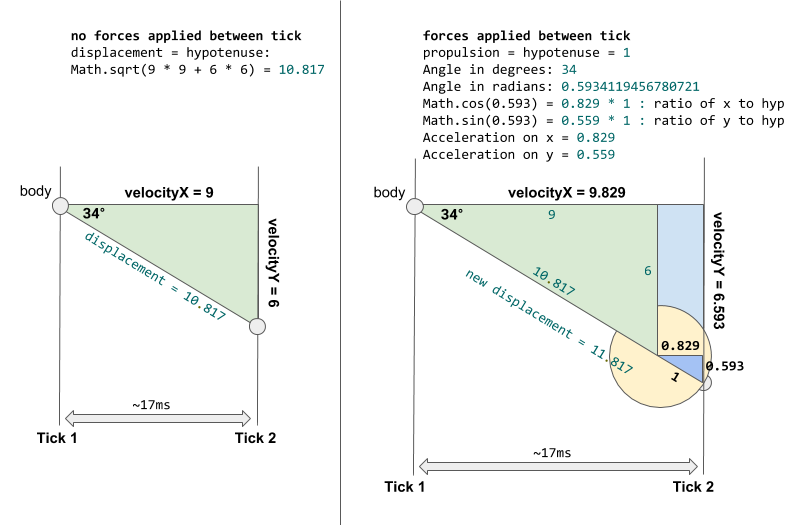 no forces applied between tick
displacement = hypotenuse:
Math.sqrt(9 * 9 + 6 * 6) = 10.817
body
velocityX = 9
34°
displacement = 10.817
velocityY = 6
~17ms
Tick 1
Tick 2
forces applied between tick
propulsion = hypotenuse = 1
Angle in degrees: 34
Angle in radians: 0.5934119456780721
Math.cos(0.593) = 0.829 * 1 : ratio of x to hyp
Math.sin(0.593) = 0.559 * 1 : ratio of y to hyp
Acceleration on x = 0.829
Acceleration on y = 0.559
body
velocityX = 9.829
34°
9
6
10.817
new displacement = 11.817
velocityY = 6.593
0.829
0.593
1
~17ms
Tick 1
Tick 2